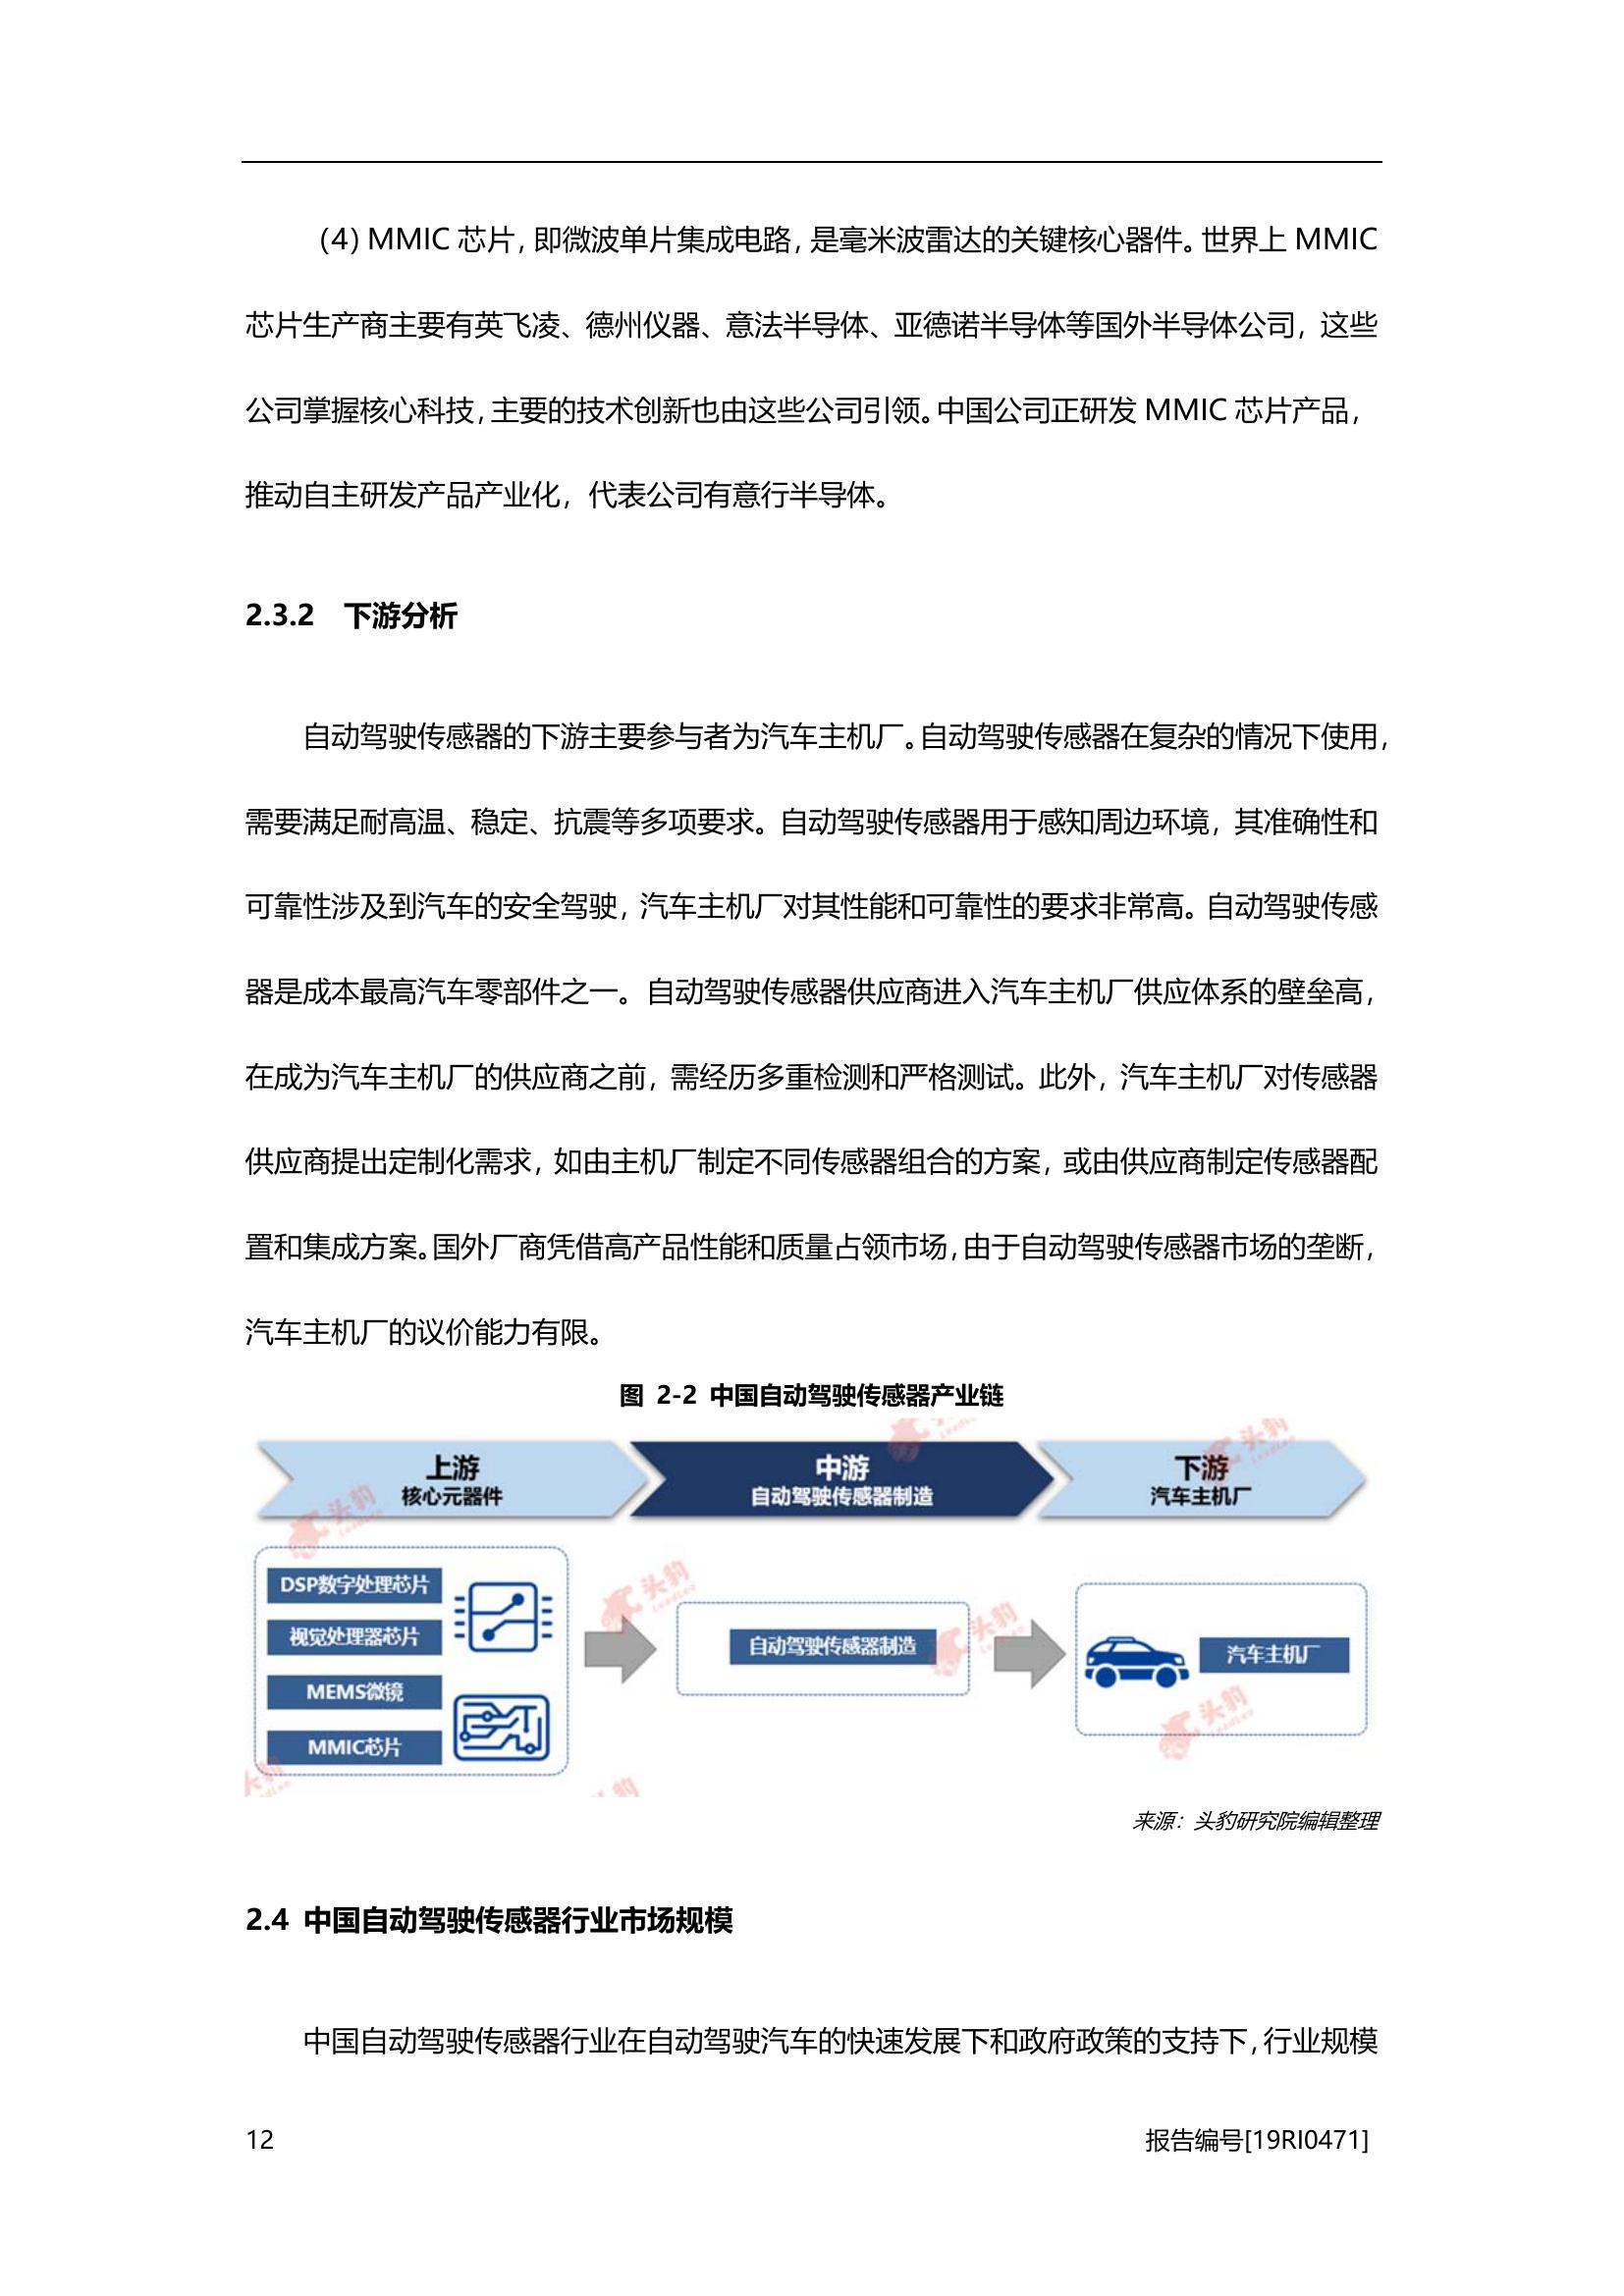 （4）MMIC 芯片，即微波单片集成电路，是毫米波雷达的关键核心器件。世界上 MMIC
芯片生产商主要有英飞凌、德州仪器、意法半导体、亚德诺半导体等国外半导体公司，这些
公司掌握核心科技，主要的技术创新也由这些公司引领。中国公司正研发 MMIC 芯片产品，
推动自主研发产品产业化，代表公司有意行半导体。
2.3.2 下游分析
自动驾驶传感器的下游主要参与者为汽车主机厂。自动驾驶传感器在复杂的情况下使用，
需要满足耐高温、稳定、抗震等多项要求。自动驾驶传感器用于感知周边环境，其准确性和
可靠性涉及到汽车的安全驾驶，汽车主机厂对其性能和可靠性的要求非常高。自动驾驶传感
器是成本最高汽车零部件之一。自动驾驶传感器供应商进入汽车主机厂供应体系的壁垒高，
在成为汽车主机厂的供应商之前，需经历多重检测和严格测试。此外，汽车主机厂对传感器
供应商提出定制化需求，如由主机厂制定不同传感器组合的方案，或由供应商制定传感器配
置和集成方案。国外厂商凭借高产品性能和质量占领市场，由于自动驾驶传感器市场的垄断，
汽车主机厂的议价能力有限。
图 2-2 中国自动驾驶传感器产业链
上游
核心元器件
中游
自动驾驶传感器制造
下游
汽车主机厂
DSP数字处理芯片
视觉处理器芯片
MEMS微镜
MMIC芯片
自动驾驶传感器制造
汽车主机厂
头豹
LeadLeo
头豹
LeadLeo
头豹
LeadLeo
头豹
LeadLeo
头豹
LeadLeo
来源：头豹研究院编辑整理
2.4 中国自动驾驶传感器行业市场规模
中国自动驾驶传感器行业在自动驾驶汽车的快速发展下和政府政策的支持下，行业规模
12
报告编号[19RI0471]